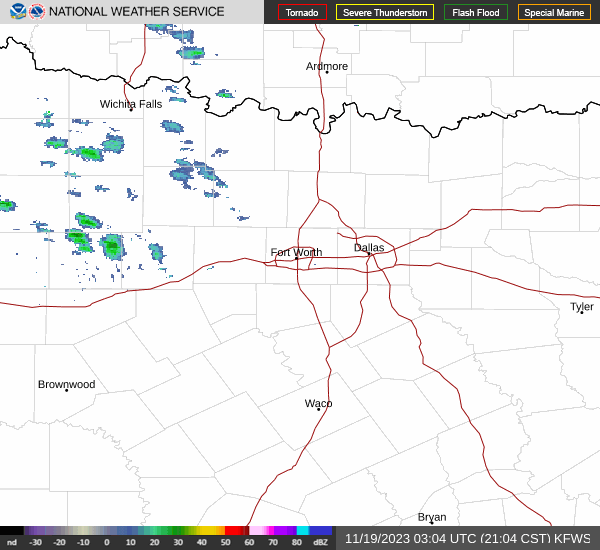 NATIONAL WEATHER SERVICE
Tornado
Severe Thunderstorm
Flash Flood
Special Marine
Ardmore
Wichita Falls
Dallas
Fort Worth
Tyler
Brownwood
Waco
Bryan
nd -30 -20 -10 0 10 20 30 40 50 60 70 80 dBZ
11/19/2023 03:04 UTC (21:04 CST) KFWS